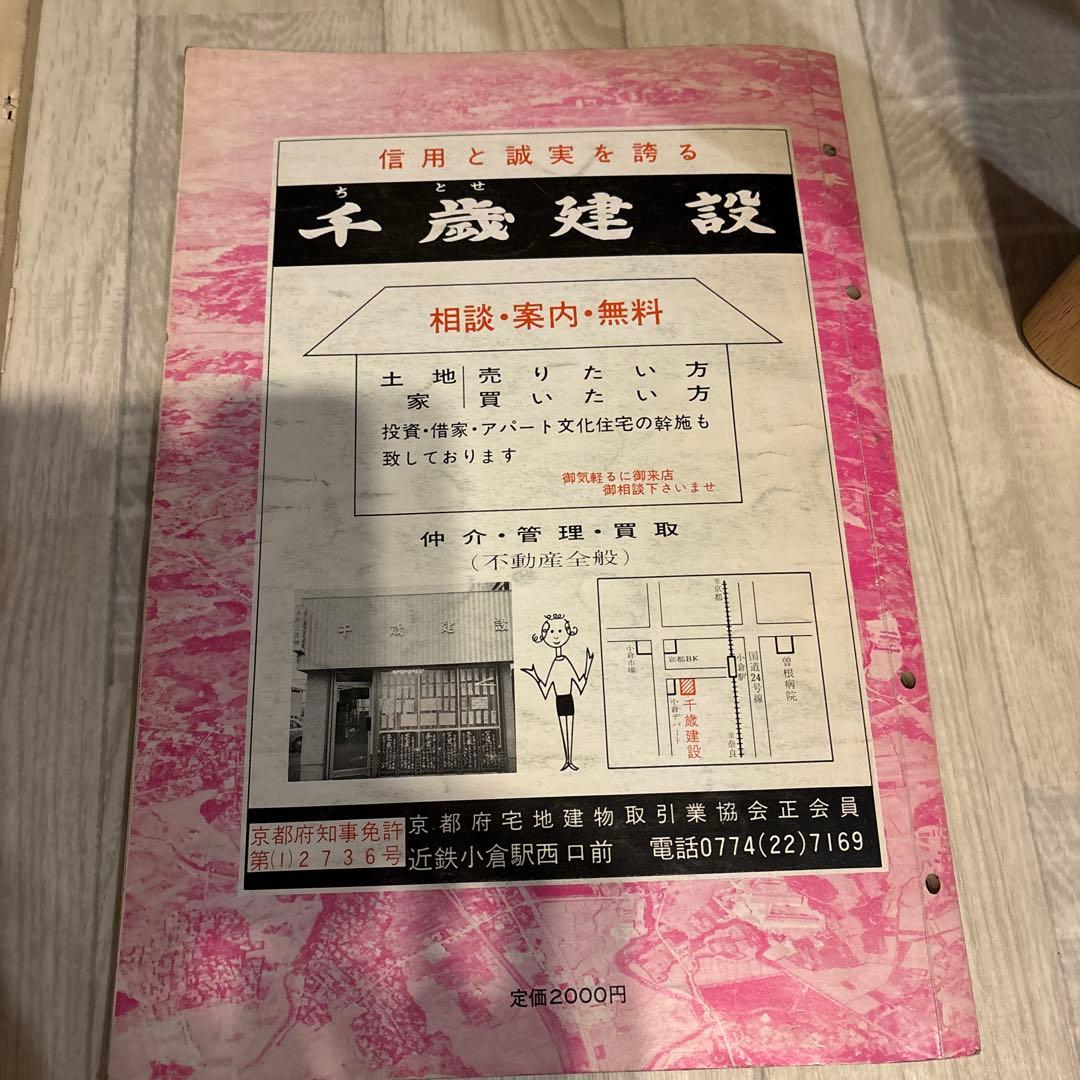 信用と誠実を誇る
ち とせ
千歳建設
相談・案内・無料
土地 売りたい方
家 買いたい方
投資・借家・アパート文化住宅の幹施も
致しております
御気軽るに御来店
御相談下さいませ
仲介・管理・買取
(不動産全般)
千歳建設
至京都
小倉市場
京都BK
小倉駅
国道24号線
曽根病院
小倉デパート
千歳建設
至奈良
京都府知事免許
第(1)2736号
京都府宅地建物取引業協会正会員
近鉄小倉駅西口前 電話0774(22)7169
定価2000円